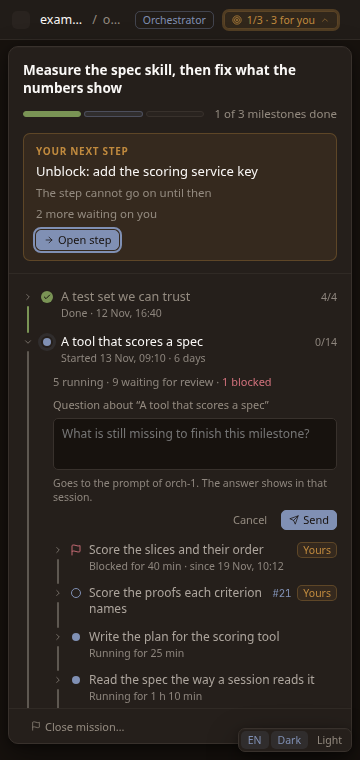 exam... / o... Orchestrator 1/3 · 3 for you
Measure the spec skill, then fix what the
numbers show
1 of 3 milestones done
YOUR NEXT STEP
Unblock: add the scoring service key
The step cannot go on until then
2 more waiting on you
Open step
A test set we can trust 4/4
Done · 12 Nov, 16:40
A tool that scores a spec 0/14
Started 13 Nov, 09:10 · 6 days
5 running · 9 waiting for review · 1 blocked
Question about “A tool that scores a spec”
What is still missing to finish this milestone?
Goes to the prompt of orch-1. The answer shows in that
session.
Cancel Send
Score the slices and their order Yours
Blocked for 40 min · since 19 Nov, 10:12
Score the proofs each criterion #21 Yours
names
Write the plan for the scoring tool
Running for 25 min
Read the spec the way a session reads it
Running for 1 h 10 min
Close mission...
EN Dark Light